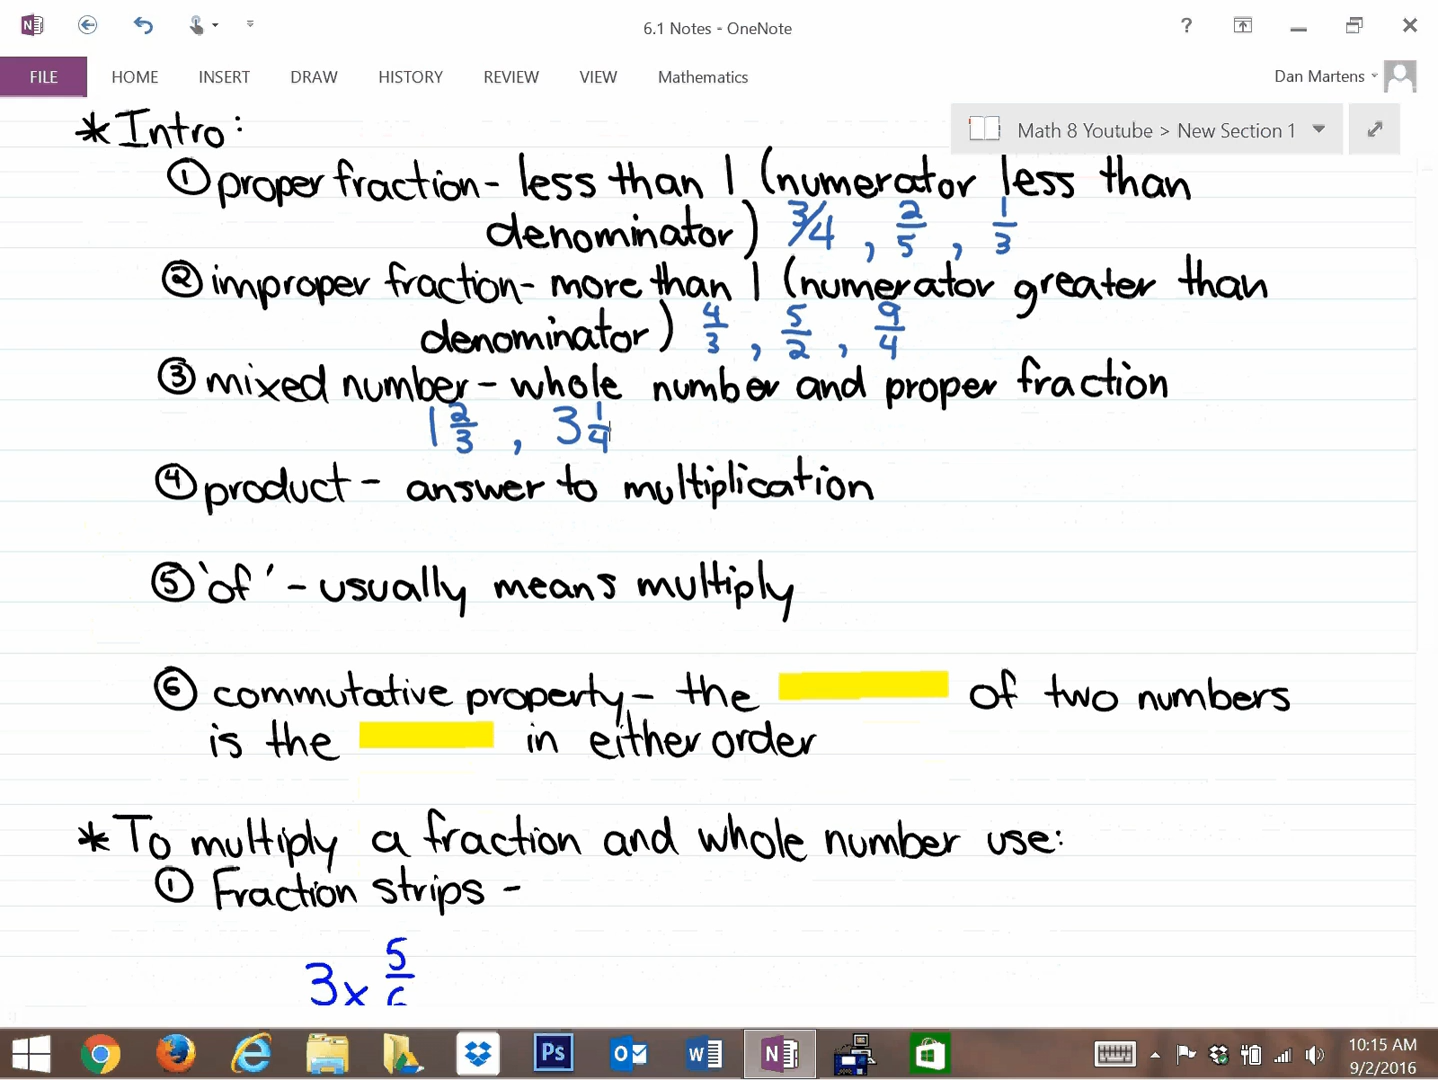 6.1 Notes - OneNote
?
FILE HOME INSERT DRAW HISTORY REVIEW VIEW Mathematics
Dan Martens
Math 8 Youtube > New Section 1
*Intro:
① proper fraction - less than 1 (numerator less than
denominator) 3/4 , 2/5 , 1/3
② improper fraction - more than 1 (numerator greater than
denominator) 4/3 , 5/2 , 9/4
③ mixed number - whole number and proper fraction
1 2/3 , 3 1/4
④ product - answer to multiplication
⑤ 'of' - usually means multiply
⑥ commutative property - the of two numbers
is the in either order
* To multiply a fraction and whole number use:
① Fraction strips -
3 x 5/6
10:15 AM
9/2/2016